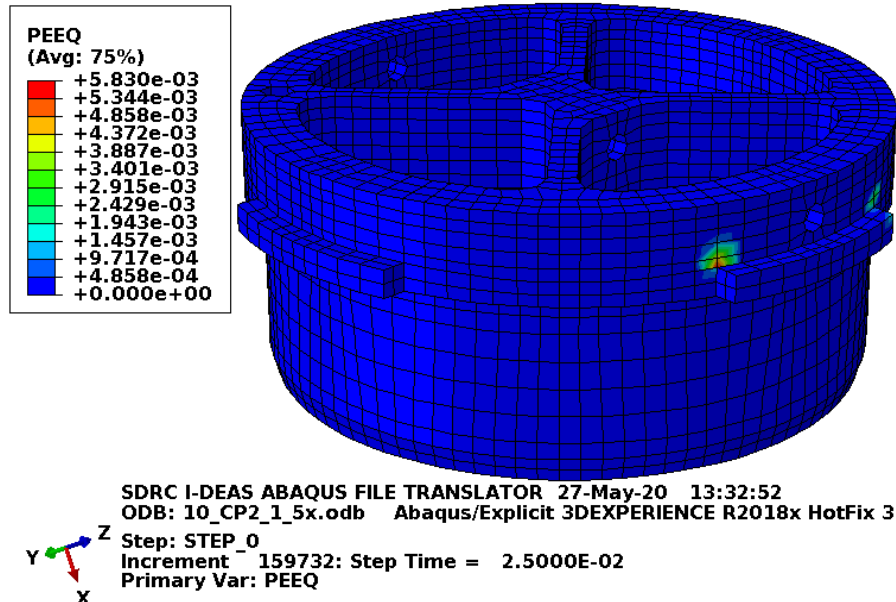 PEEQ
(Avg: 75%)
+5.830e-03
+5.344e-03
+4.858e-03
+4.372e-03
+3.887e-03
+3.401e-03
+2.915e-03
+2.429e-03
+1.943e-03
+1.457e-03
+9.717e-04
+4.858e-04
+0.000e+00
SDRC I-DEAS ABAQUS FILE TRANSLATOR 27-May-20 13:32:52
ODB: 10_CP2_1_5x.odb Abaqus/Explicit 3DEXPERIENCE R2018x HotFix 3
Step: STEP_0
Increment 159732: Step Time = 2.5000E-02
Primary Var: PEEQ
Y
Z
X